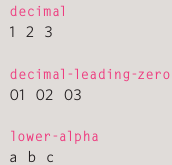 decimal
1 2 3
decimal-leading-zero
01 02 03
lower-alpha
a b c